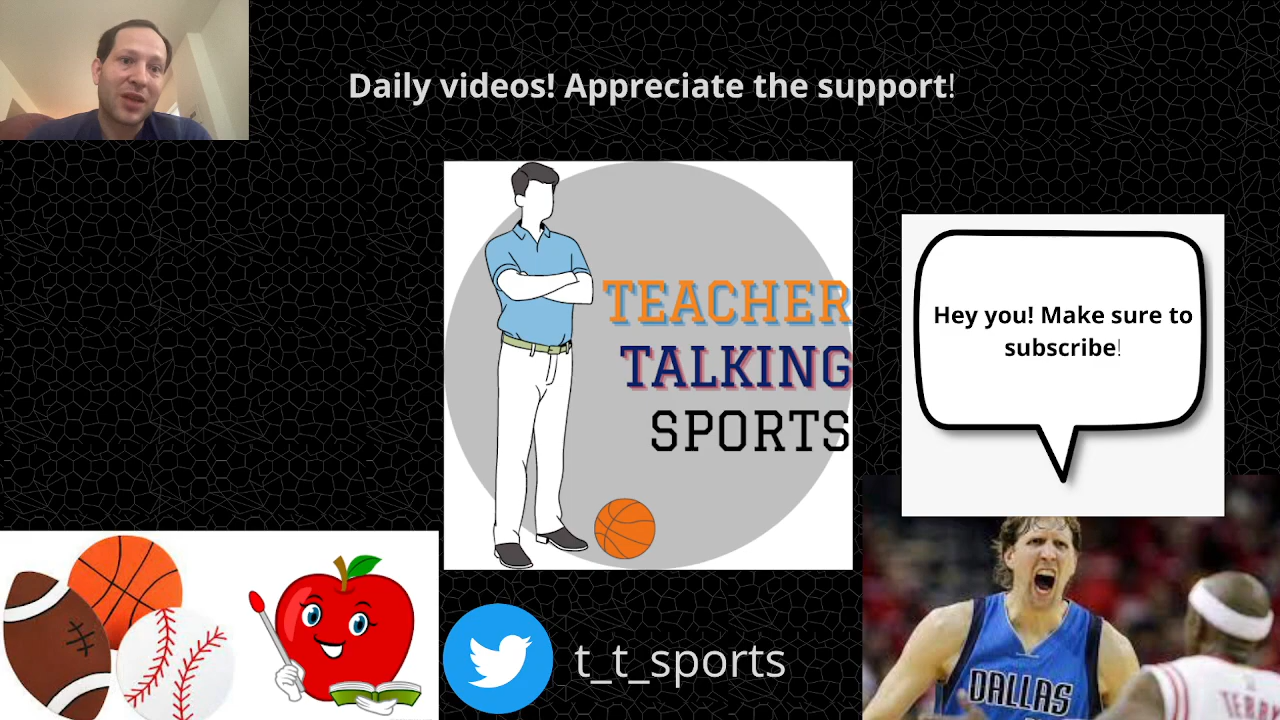 Daily videos! Appreciate the support!
TEACHER
TALKING
SPORTS
Hey you! Make sure to
subscribe!
t_t_sports
DALLAS